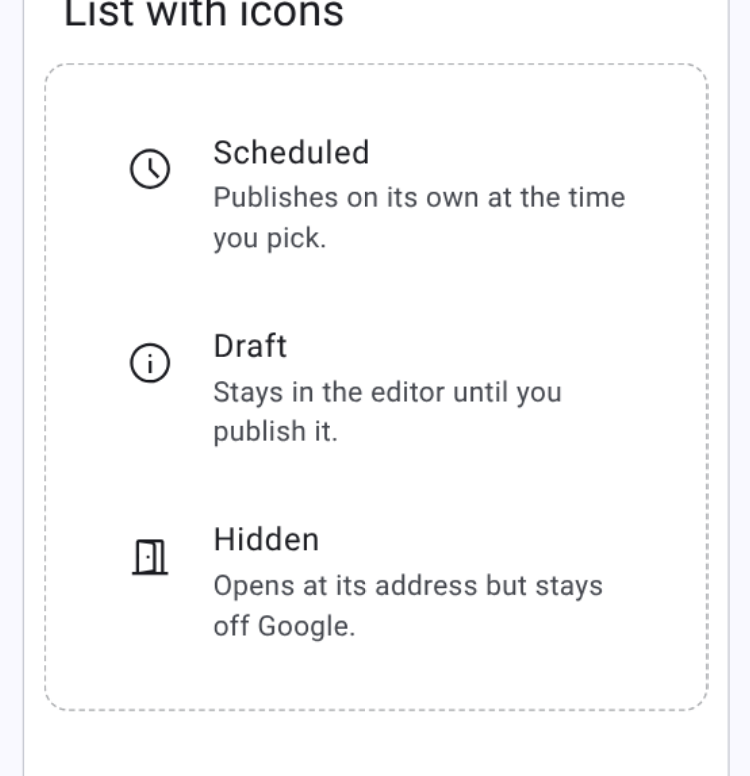 List with icons
Scheduled
Publishes on its own at the time
you pick.
Draft
Stays in the editor until you
publish it.
Hidden
Opens at its address but stays
off Google.